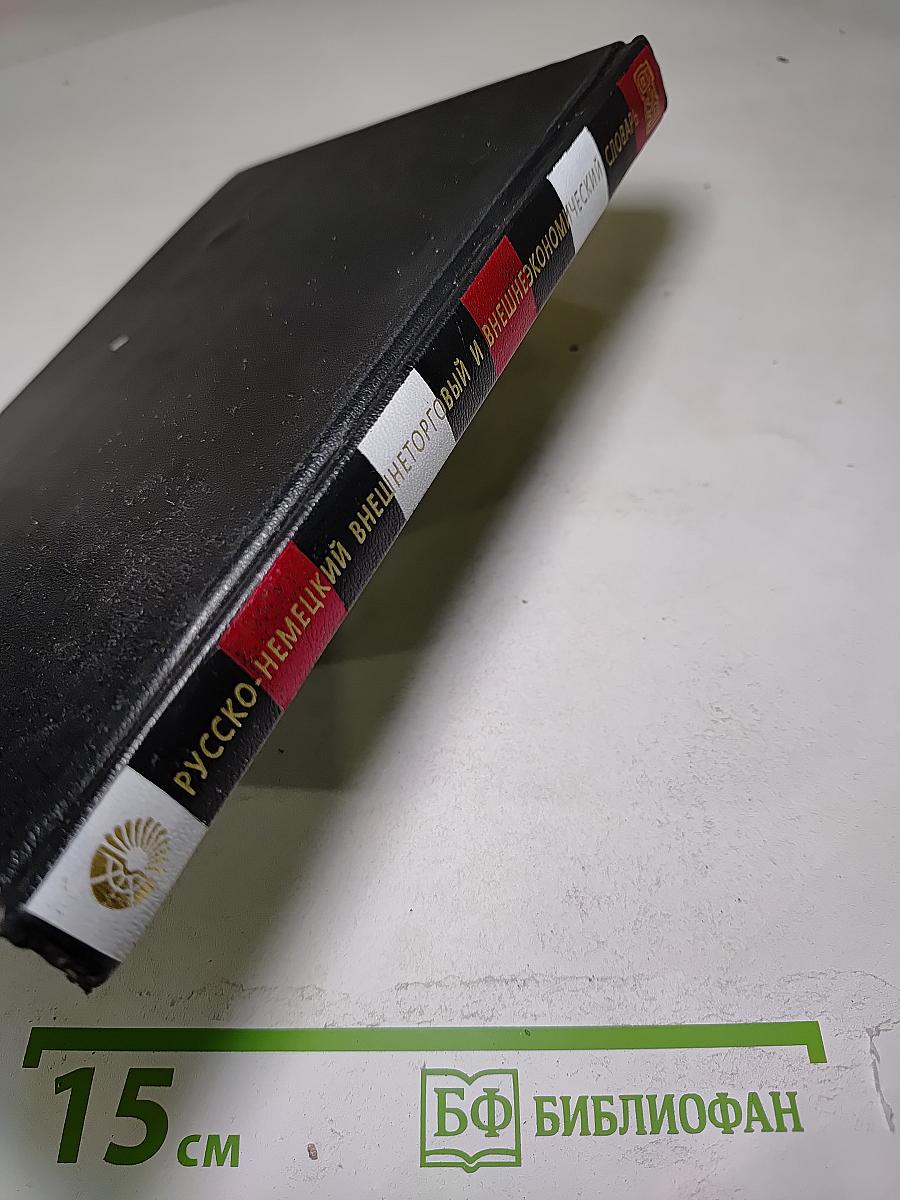 РУССКО-НЕМЕЦКИЙ ВНЕШНЕТОРГОВЫЙ И ВНЕШНЕЭКОНОМИЧЕСКИЙ СЛОВАРЬ
15 см
БФ БИБЛИОФАН